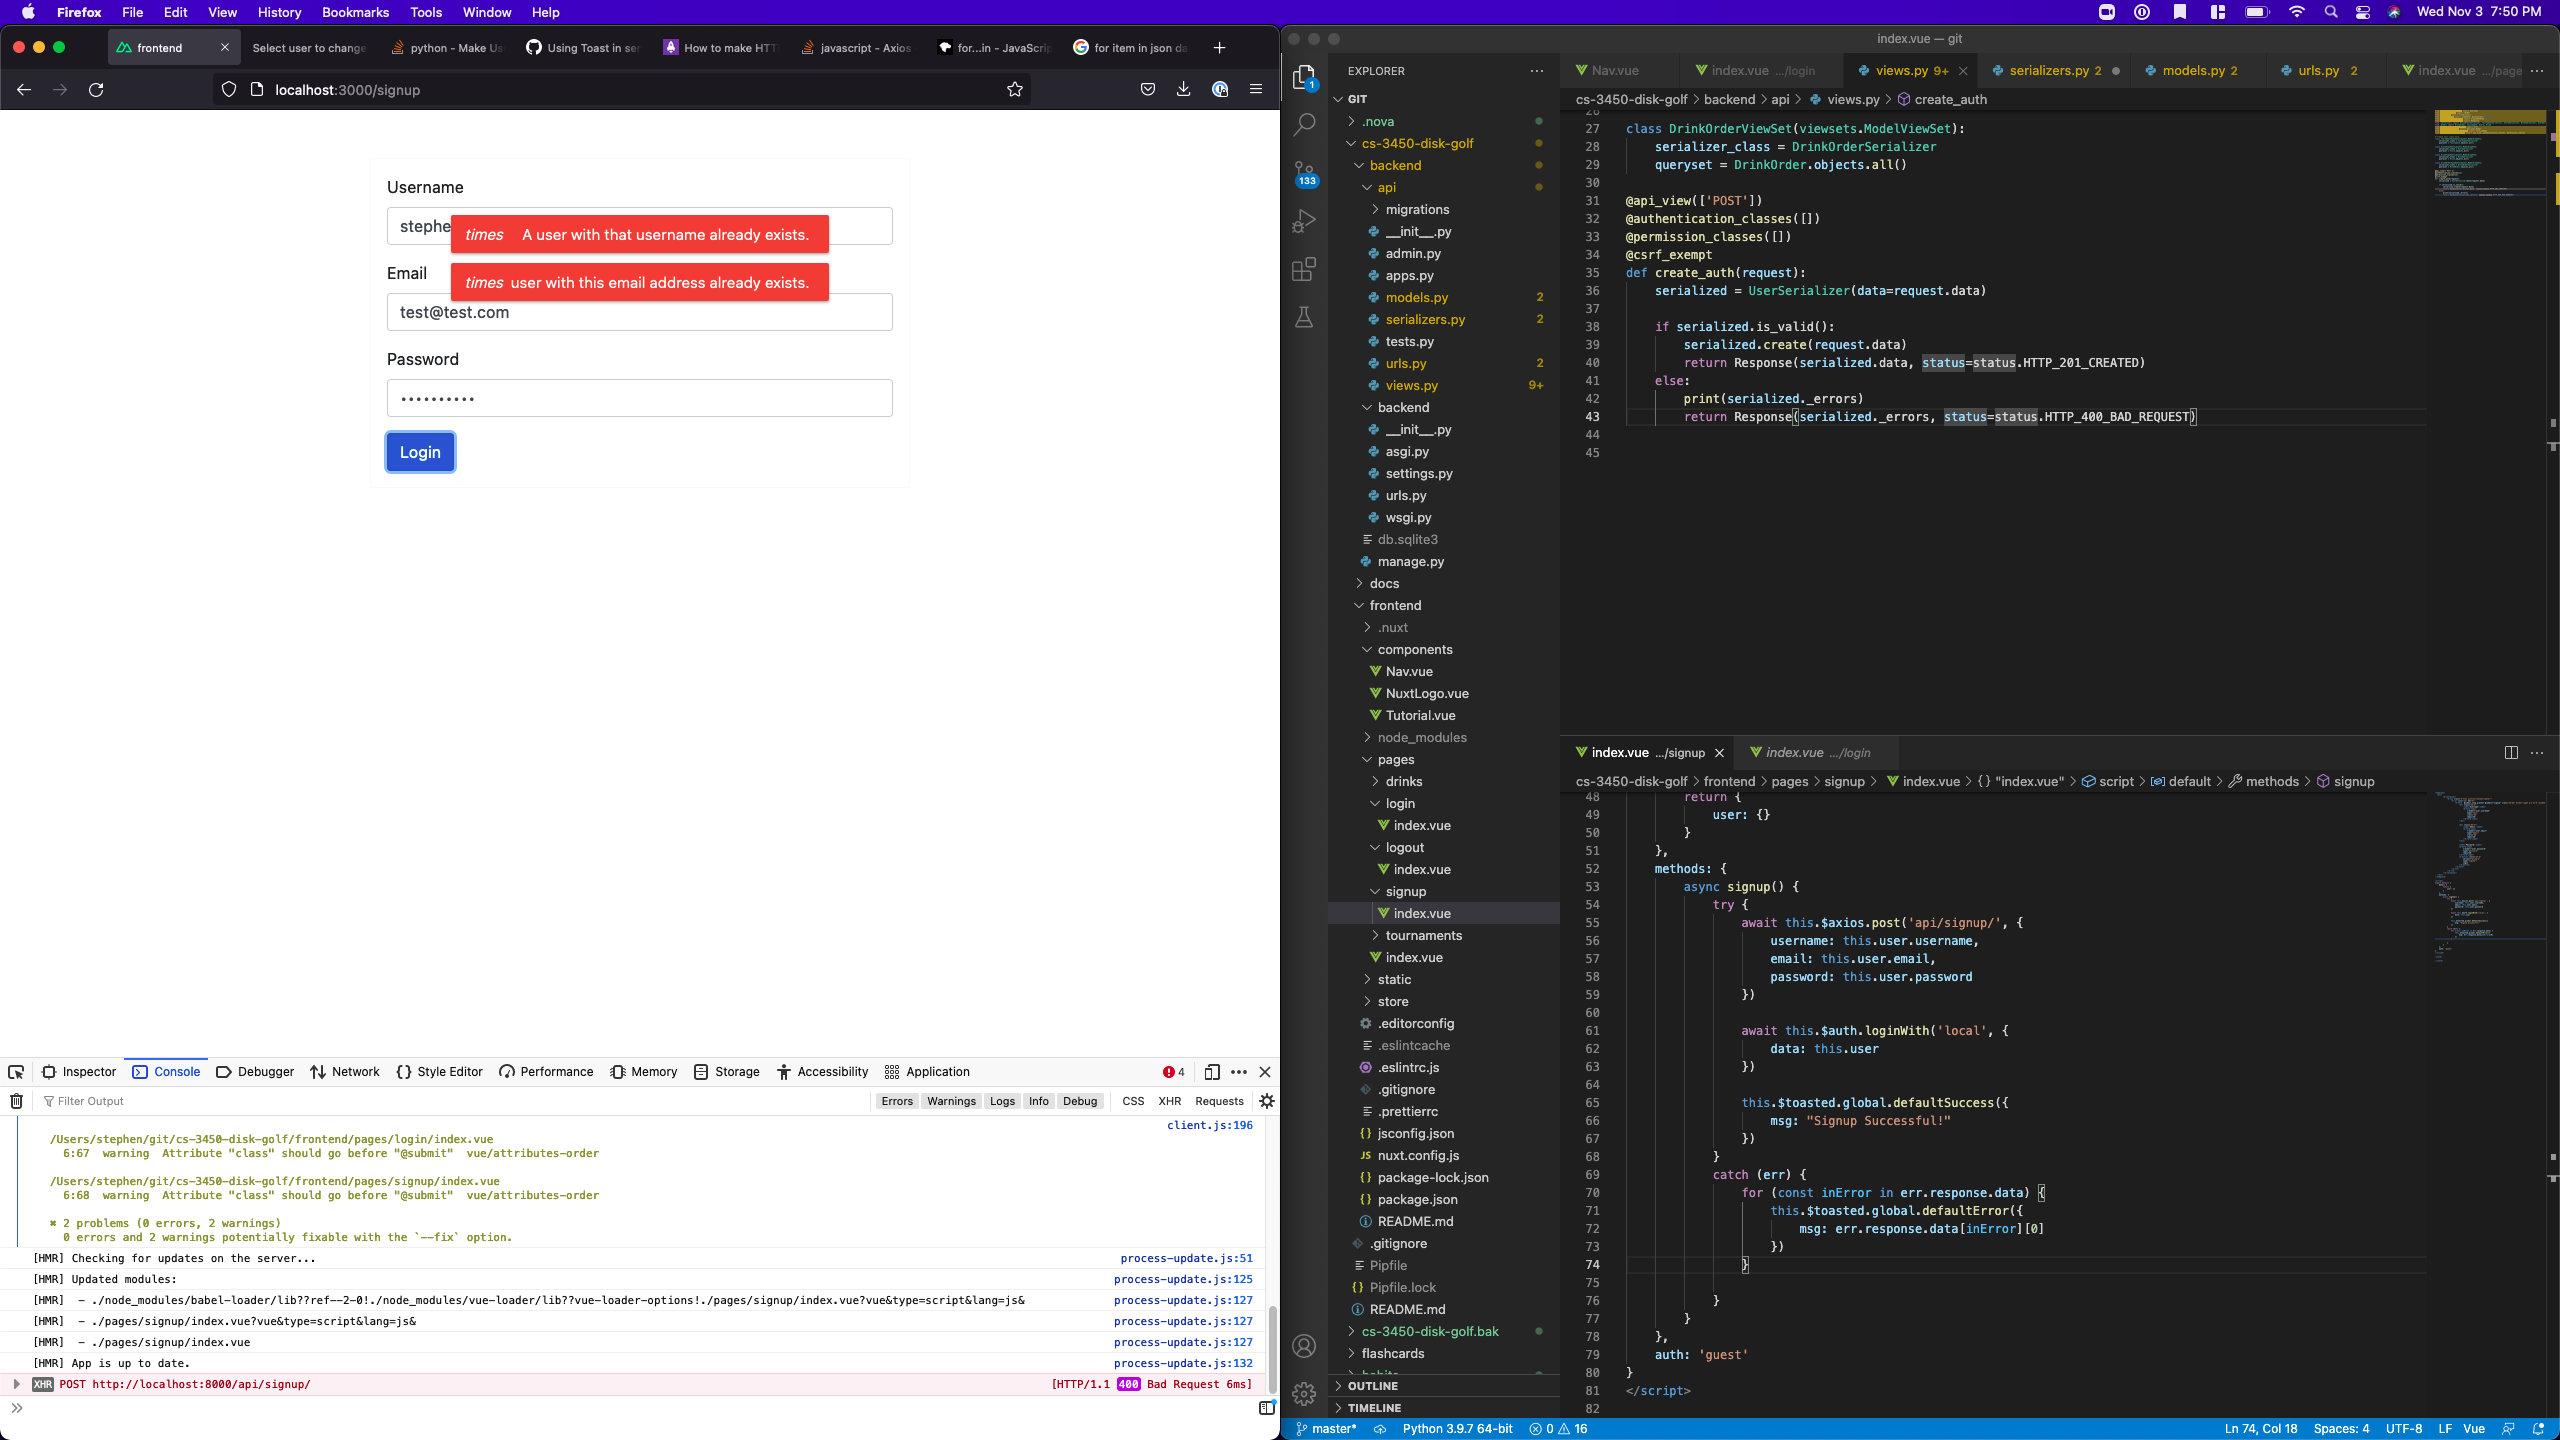 Firefox File Edit View History Bookmarks Tools Window Help
Wed Nov 3 7:50 PM
frontend
Select user to change
python - Make Us
Using Toast in ser
How to make HTT
javascript - Axios
for...in - JavaScrip
for item in json da
localhost:3000/signup
Username
stephe
times A user with that username already exists.
Email
times user with this email address already exists.
test@test.com
Password
Login
Inspector Console Debugger Network Style Editor Performance Memory Storage Accessibility Application 4
Filter Output
Errors Warnings Logs Info Debug CSS XHR Requests
client.js:196
/Users/stephen/git/cs-3450-disk-golf/frontend/pages/login/index.vue
6:67 warning Attribute "class" should go before "@submit" vue/attributes-order
/Users/stephen/git/cs-3450-disk-golf/frontend/pages/signup/index.vue
6:68 warning Attribute "class" should go before "@submit" vue/attributes-order
✖ 2 problems (0 errors, 2 warnings)
0 errors and 2 warnings potentially fixable with the `--fix` option.
[HMR] Checking for updates on the server... process-update.js:51
[HMR] Updated modules: process-update.js:125
[HMR] - ./node_modules/babel-loader/lib??ref--2-0!./node_modules/vue-loader/lib??vue-loader-options!./pages/signup/index.vue?vue&type=script&lang=js& process-update.js:127
[HMR] - ./pages/signup/index.vue?vue&type=script&lang=js& process-update.js:127
[HMR] - ./pages/signup/index.vue process-update.js:127
[HMR] App is up to date. process-update.js:132
XHR POST http://localhost:8000/api/signup/ [HTTP/1.1 400 Bad Request 6ms]
index.vue — git
1
133
EXPLORER
GIT
.nova
cs-3450-disk-golf
backend
api
migrations
__init__.py
admin.py
apps.py
models.py 2
serializers.py 2
tests.py
urls.py 2
views.py 9+
backend
__init__.py
asgi.py
settings.py
urls.py
wsgi.py
db.sqlite3
manage.py
docs
frontend
.nuxt
components
Nav.vue
NuxtLogo.vue
Tutorial.vue
node_modules
pages
drinks
login
index.vue
logout
index.vue
signup
index.vue
tournaments
index.vue
static
store
.editorconfig
.eslintcache
.eslintrc.js
.gitignore
.prettierrc
jsconfig.json
nuxt.config.js
package-lock.json
package.json
README.md
.gitignore
Pipfile
Pipfile.lock
README.md
cs-3450-disk-golf.bak
flashcards
OUTLINE
TIMELINE
Nav.vue index.vue .../login views.py 9+ serializers.py 2 models.py 2 urls.py 2 index.vue .../page
cs-3450-disk-golf > backend > api > views.py > create_auth
26
27 class DrinkOrderViewSet(viewsets.ModelViewSet):
28 serializer_class = DrinkOrderSerializer
29 queryset = DrinkOrder.objects.all()
30
31 @api_view(['POST'])
32 @authentication_classes([])
33 @permission_classes([])
34 @csrf_exempt
35 def create_auth(request):
36 serialized = UserSerializer(data=request.data)
37
38 if serialized.is_valid():
39 serialized.create(request.data)
40 return Response(serialized.data, status=status.HTTP_201_CREATED)
41 else:
42 print(serialized._errors)
43 return Response(serialized._errors, status=status.HTTP_400_BAD_REQUEST)
44
45
index.vue .../signup index.vue .../login
cs-3450-disk-golf > frontend > pages > signup > index.vue > {} "index.vue" > script > default > methods > signup
48 return {
49 user: {}
50 }
51 },
52 methods: {
53 async signup() {
54 try {
55 await this.$axios.post('api/signup/', {
56 username: this.user.username,
57 email: this.user.email,
58 password: this.user.password
59 })
60
61 await this.$auth.loginWith('local', {
62 data: this.user
63 })
64
65 this.$toasted.global.defaultSuccess({
66 msg: "Signup Successful!"
67 })
68 }
69 catch (err) {
70 for (const inError in err.response.data) {
71 this.$toasted.global.defaultError({
72 msg: err.response.data[inError][0]
73 })
74 }
75
76 }
77 }
78 },
79 auth: 'guest'
80 }
81 </script>
82
master* Python 3.9.7 64-bit 0 16 Ln 74, Col 18 Spaces: 4 UTF-8 LF Vue